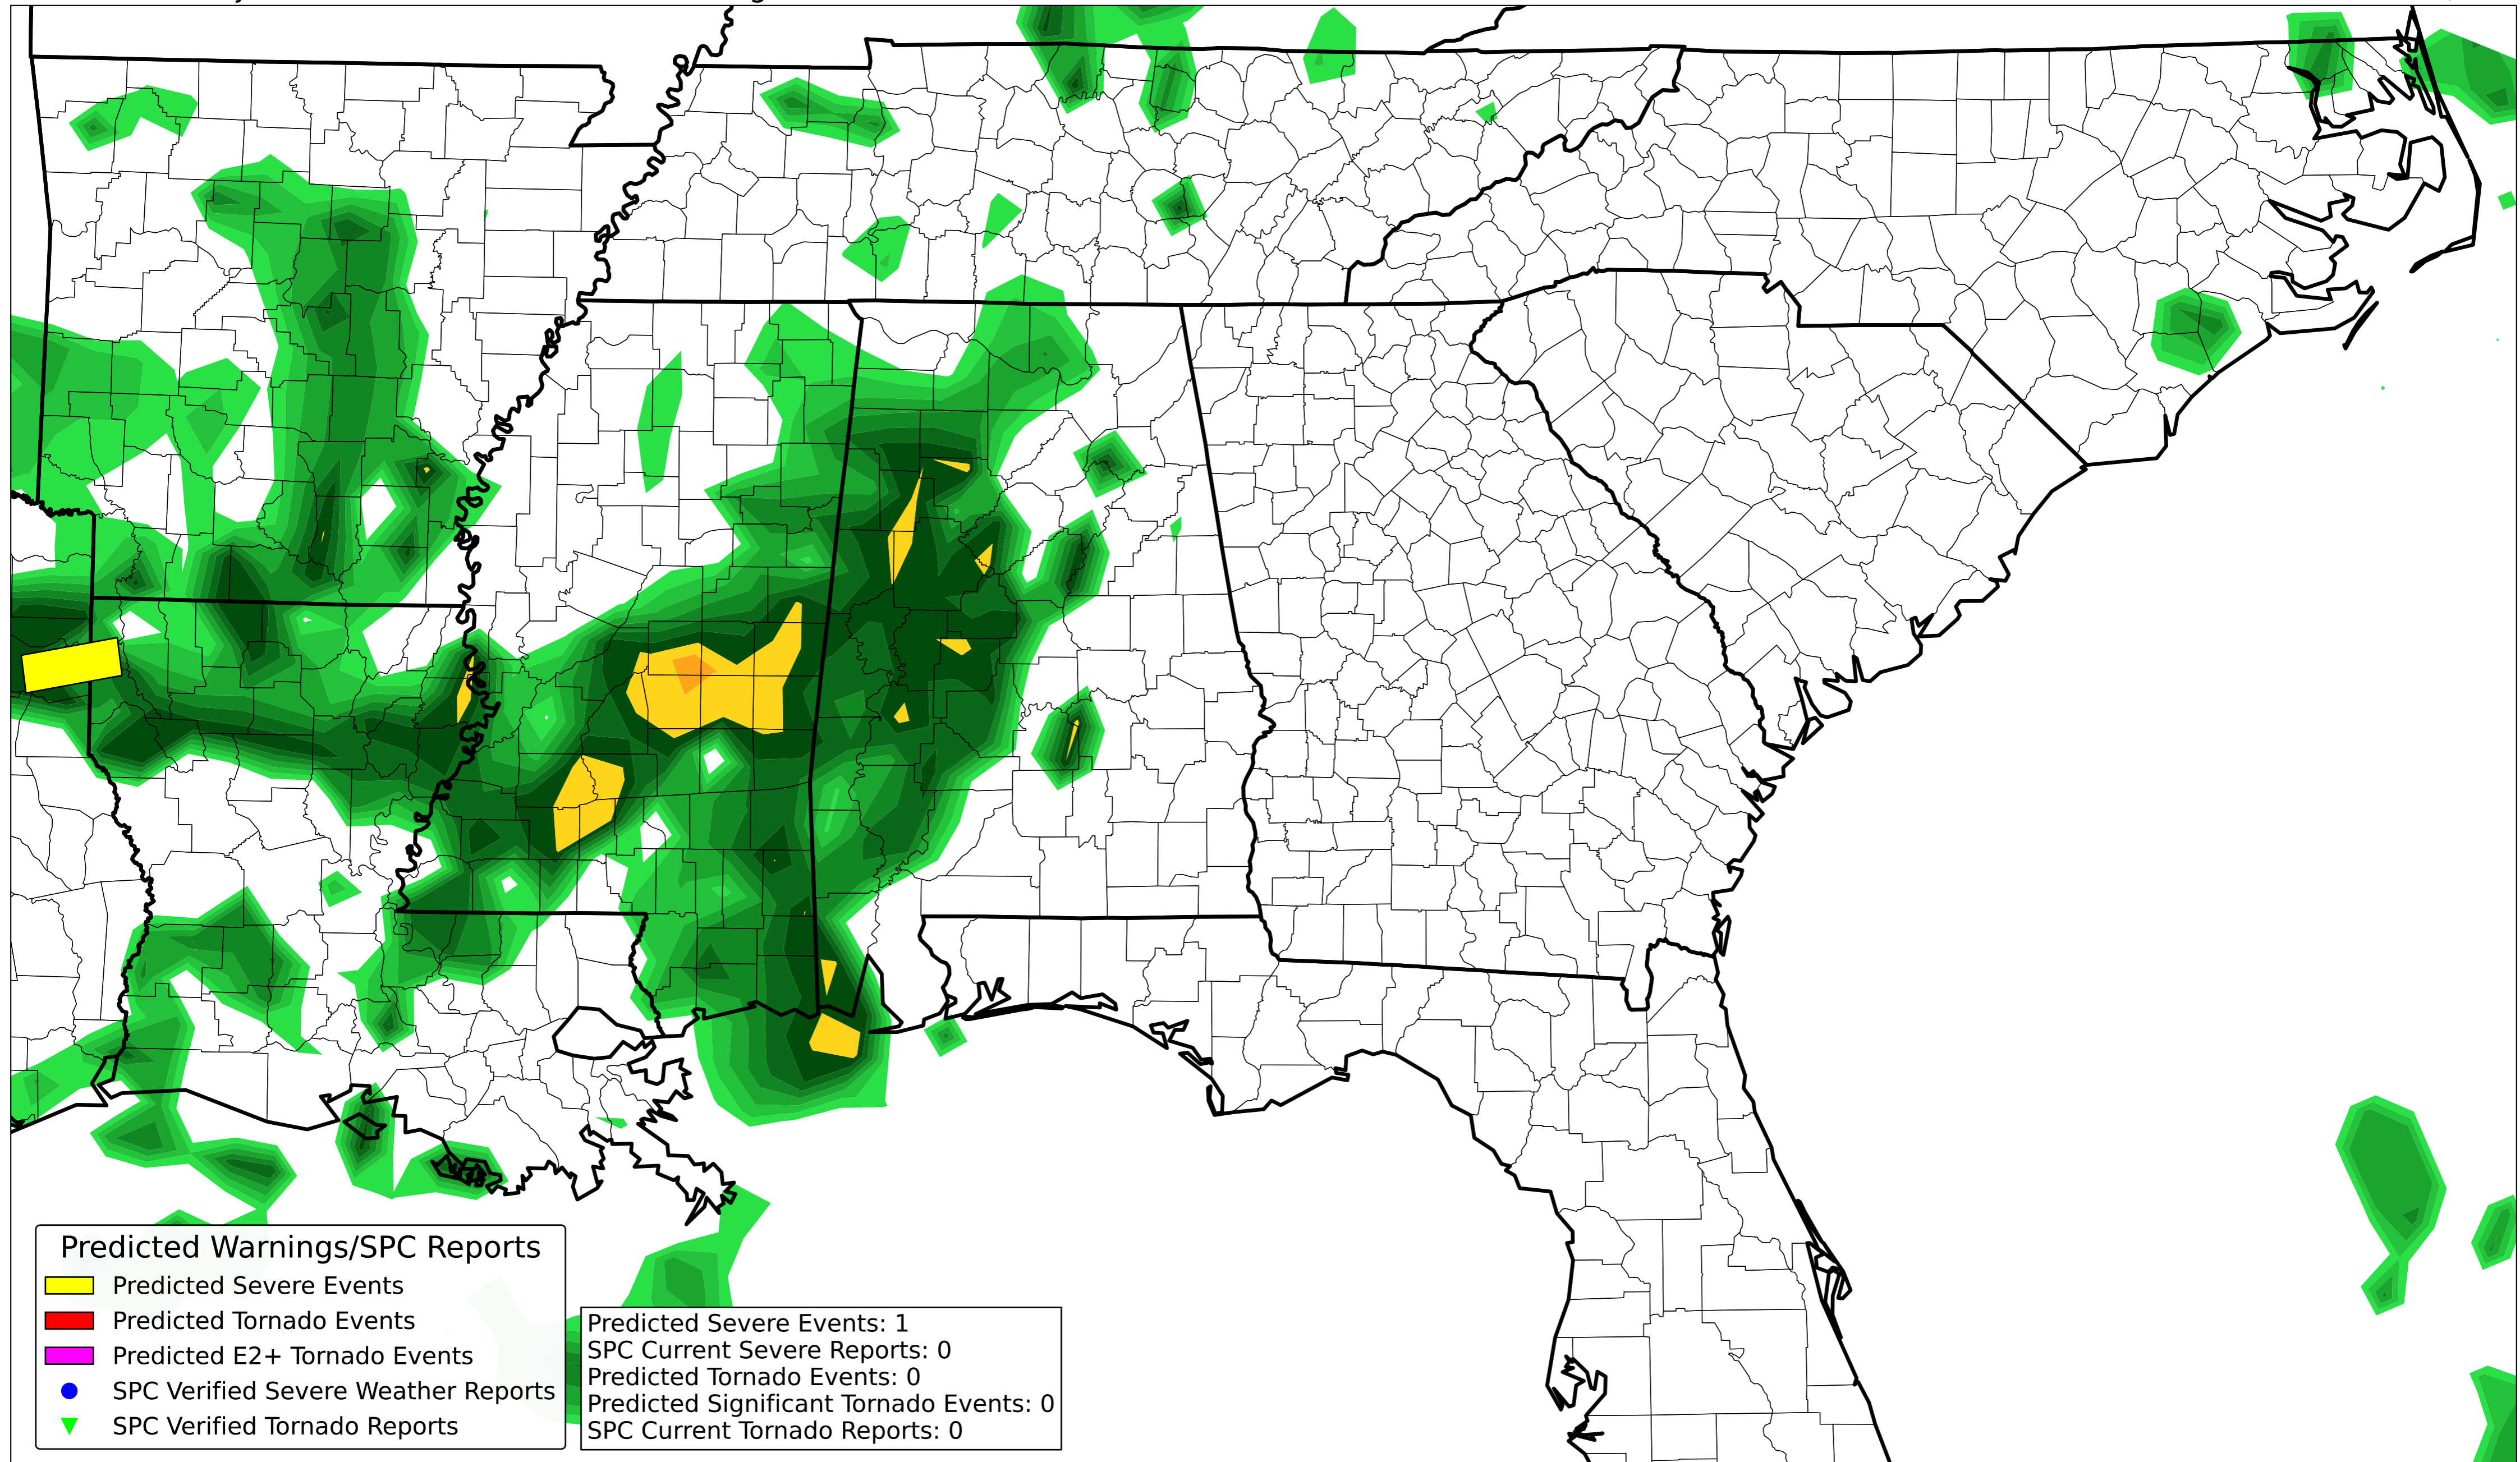 Predicted Warnings/SPC Reports
Predicted Severe Events
Predicted Tornado Events
Predicted E2+ Tornado Events
SPC Verified Severe Weather Reports
SPC Verified Tornado Reports
Predicted Severe Events: 1
SPC Current Severe Reports: 0
Predicted Tornado Events: 0
Predicted Significant Tornado Events: 0
SPC Current Tornado Reports: 0